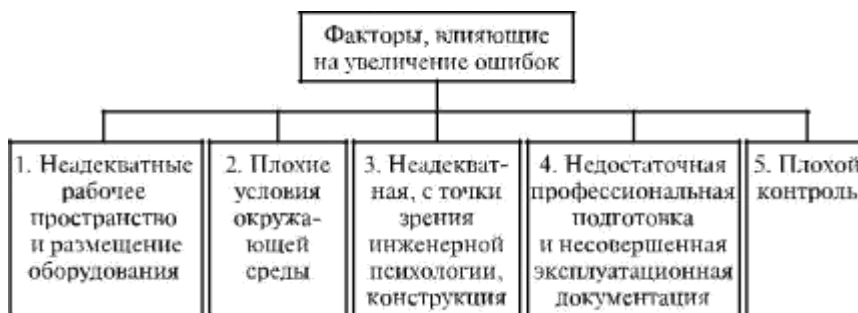 Факторы, влияющие
на увеличение ошибок
1. Неадекватные
рабочее
пространство
и размещение
оборудования
2. Плохие
условия
окружа-
ющей
среды
3. Неадекват-
ная, с точки
зрения
инженерной
психологии,
конструкция
4. Недостаточная
профессиональная
подготовка
и несовершенная
эксплуатационная
документация
5. Плохой
контроль